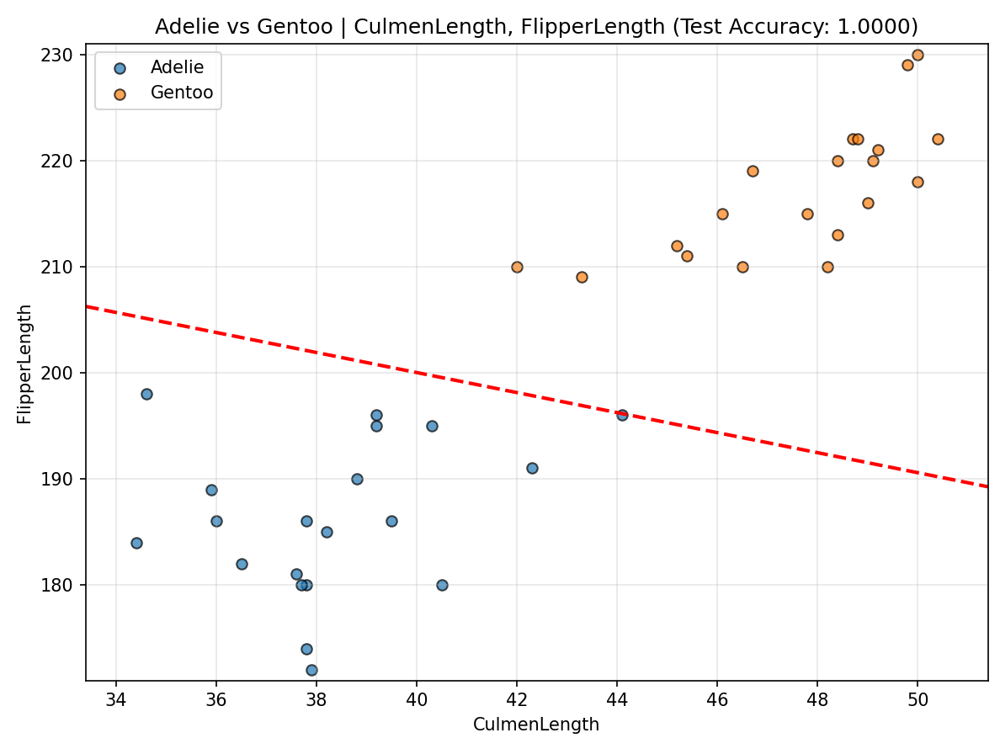 Adelie vs Gentoo | CulmenLength, FlipperLength (Test Accuracy: 1.0000)
Adelie
Gentoo
FlipperLength
230
220
210
200
190
180
34 36 38 40 42 44 46 48 50
CulmenLength